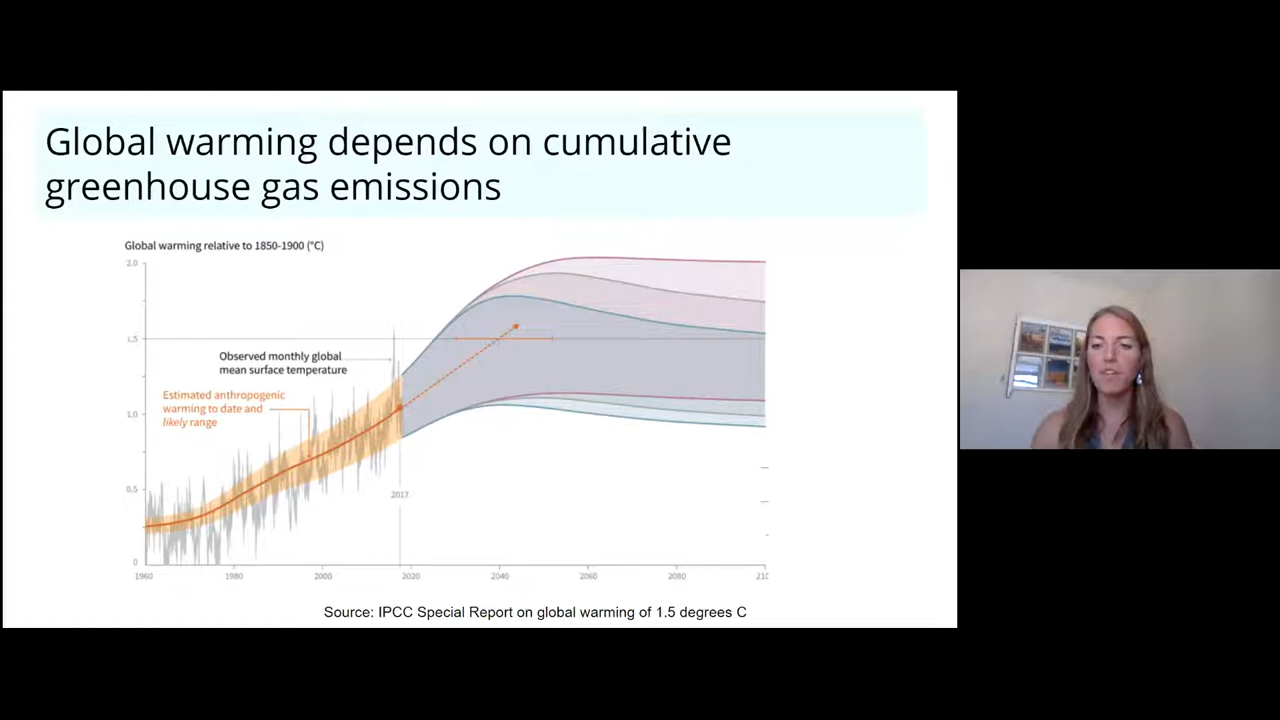 Global warming depends on cumulative
greenhouse gas emissions
Global warming relative to 1850-1900 (°C)
2.0
1.5
Observed monthly global
mean surface temperature
Estimated anthropogenic
warming to date and
likely range
1.0
0.5
2017
0
1960 1980 2000 2020 2040 2060 2080 210
Source: IPCC Special Report on global warming of 1.5 degrees C